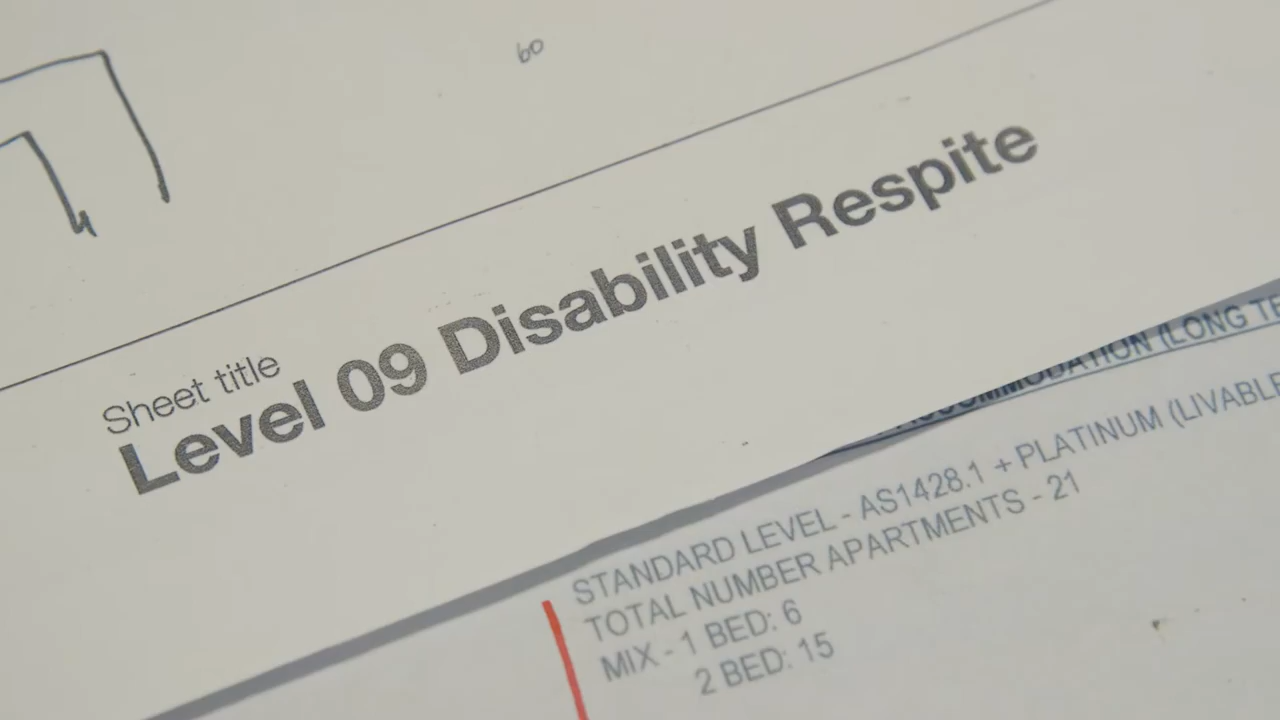 60
Sheet title
Level 09 Disability Respite
ACCOMMODATION (LONG TE
STANDARD LEVEL - AS1428.1 + PLATINUM (LIVABLE
TOTAL NUMBER APARTMENTS - 21
MIX - 1 BED: 6
2 BED: 15